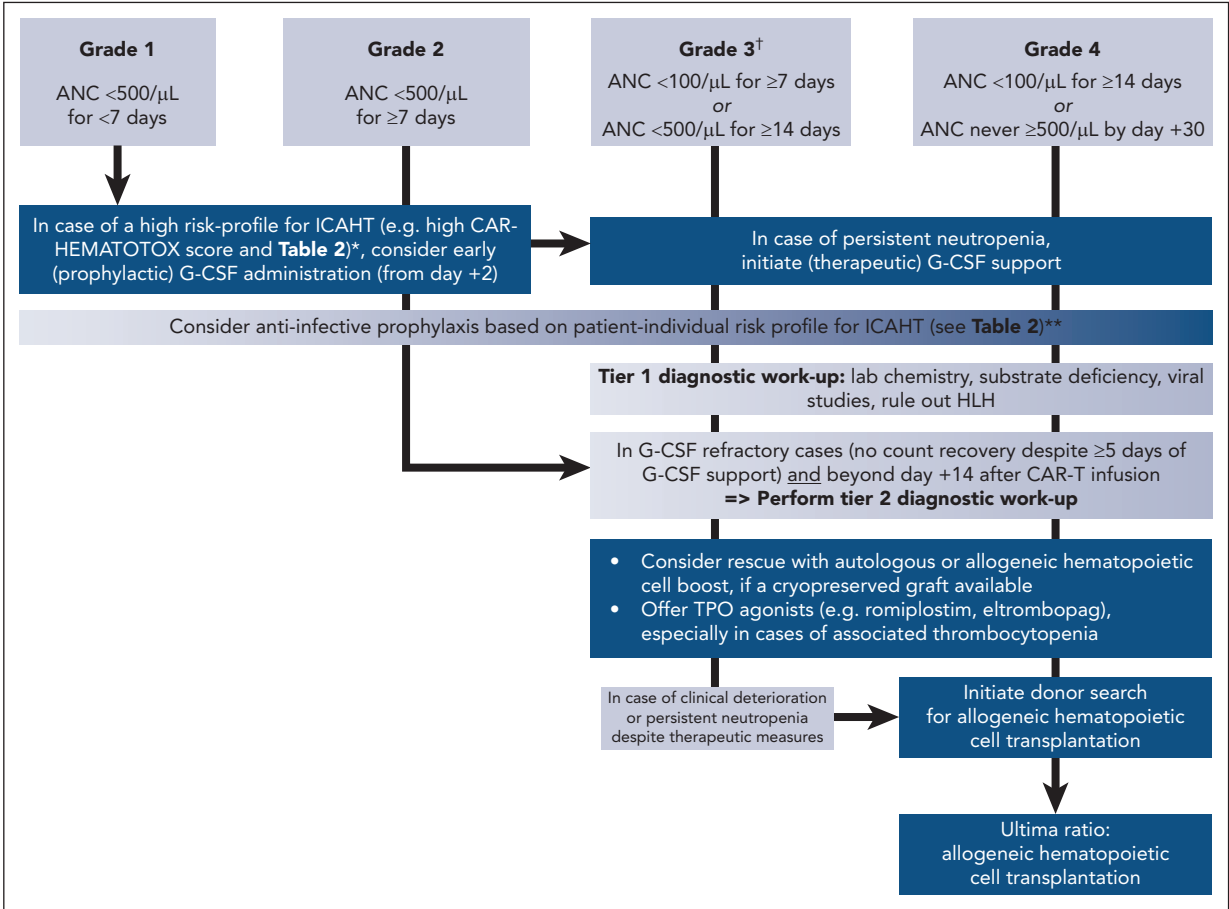 Grade 1
ANC <500/μL
for <7 days
Grade 2
ANC <500/μL
for ≥7 days
Grade 3†
ANC <100/μL for ≥7 days
or
ANC <500/μL for ≥14 days
Grade 4
ANC <100/μL for ≥14 days
or
ANC never ≥500/μL by day +30
In case of a high risk-profile for ICAHT (e.g. high CAR-
HEMATOTOX score and Table 2)*, consider early
(prophylactic) G-CSF administration (from day +2)
In case of persistent neutropenia,
initiate (therapeutic) G-CSF support
Consider anti-infective prophylaxis based on patient-individual risk profile for ICAHT (see Table 2)**
Tier 1 diagnostic work-up: lab chemistry, substrate deficiency, viral
studies, rule out HLH
In G-CSF refractory cases (no count recovery despite ≥5 days of
G-CSF support) and beyond day +14 after CAR-T infusion
=> Perform tier 2 diagnostic work-up
• Consider rescue with autologous or allogeneic hematopoietic
cell boost, if a cryopreserved graft available
• Offer TPO agonists (e.g. romiplostim, eltrombopag),
especially in cases of associated thrombocytopenia
In case of clinical deterioration
or persistent neutropenia
despite therapeutic measures
Initiate donor search
for allogeneic hematopoietic
cell transplantation
Ultima ratio:
allogeneic hematopoietic
cell transplantation